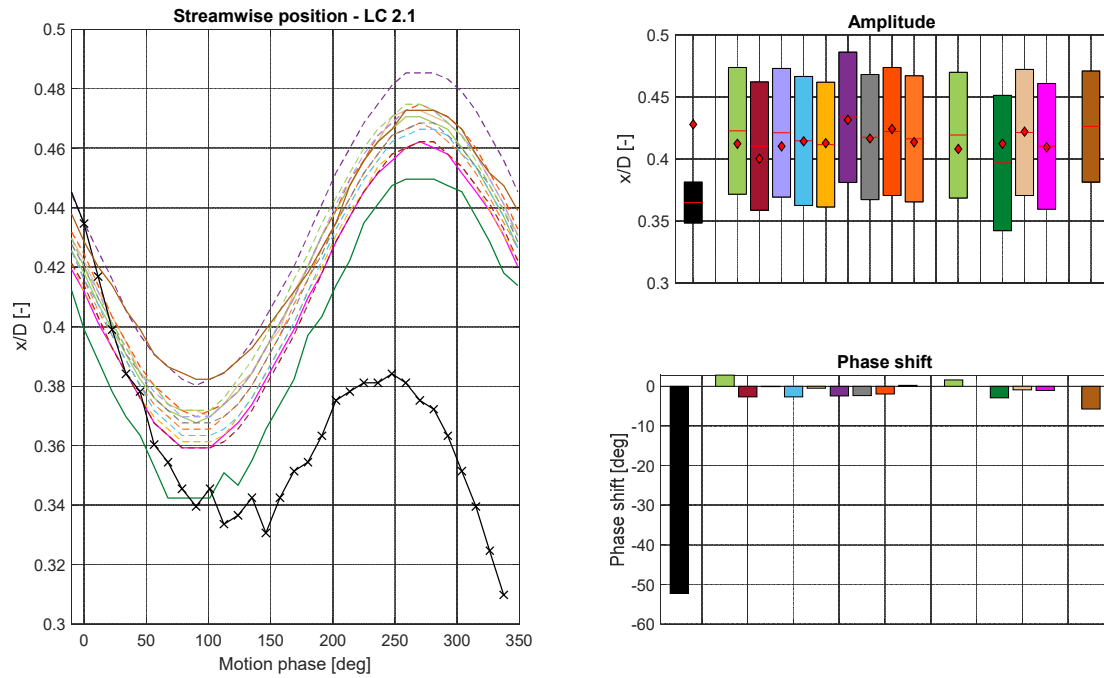 Streamwise position - LC 2.1
0.5
0.48
0.46
0.44
0.42
0.4
0.38
0.36
0.34
0.32
0.3
x/D [-]
0 50 100 150 200 250 300 350
Motion phase [deg]
Amplitude
0.5
0.45
0.4
0.35
0.3
x/D [-]
Phase shift
0
-10
-20
-30
-40
-50
-60
Phase shift [deg]